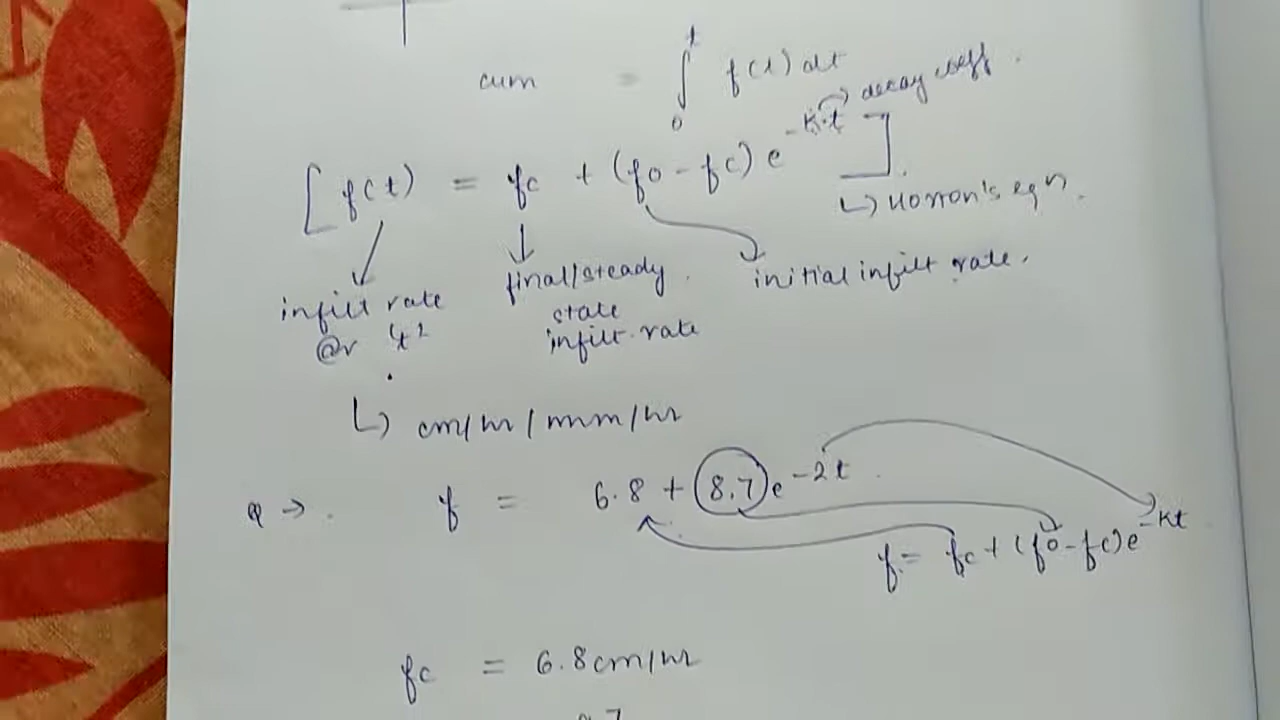 cum = ∫₀ᵗ f(t) dt
[f(t) = fc + (fo - fc) e^-K.t] → decay coeff.
↳ Horton's eqn.
infilt rate @r 't'
final/steady state infilt. rate
initial infilt rate.
↳ cm/hr / mm/hr
Q → . f = 6.8 + (8.7) e^-2t .
f = fc + (fo - fc) e^-Kt
fc = 6.8 cm/hr